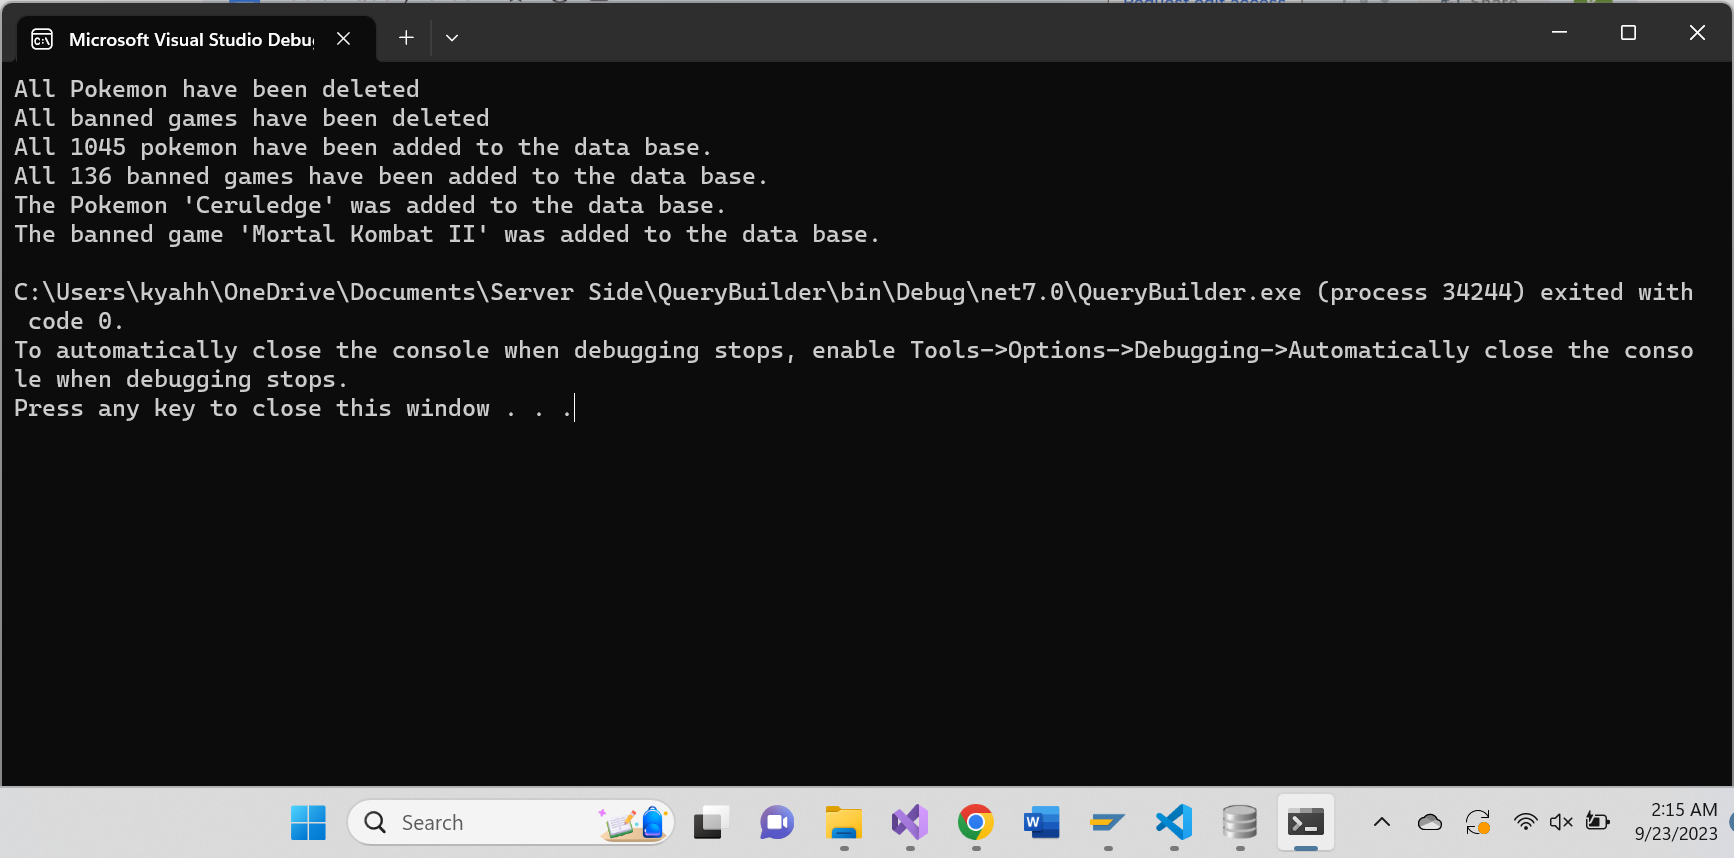 Microsoft Visual Studio Debu
All Pokemon have been deleted
All banned games have been deleted
All 1045 pokemon have been added to the data base.
All 136 banned games have been added to the data base.
The Pokemon 'Ceruledge' was added to the data base.
The banned game 'Mortal Kombat II' was added to the data base.
C:\Users\kyahh\OneDrive\Documents\Server Side\QueryBuilder\bin\Debug\net7.0\QueryBuilder.exe (process 34244) exited with
code 0.
To automatically close the console when debugging stops, enable Tools->Options->Debugging->Automatically close the conso
le when debugging stops.
Press any key to close this window . . .
Search
2:15 AM
9/23/2023